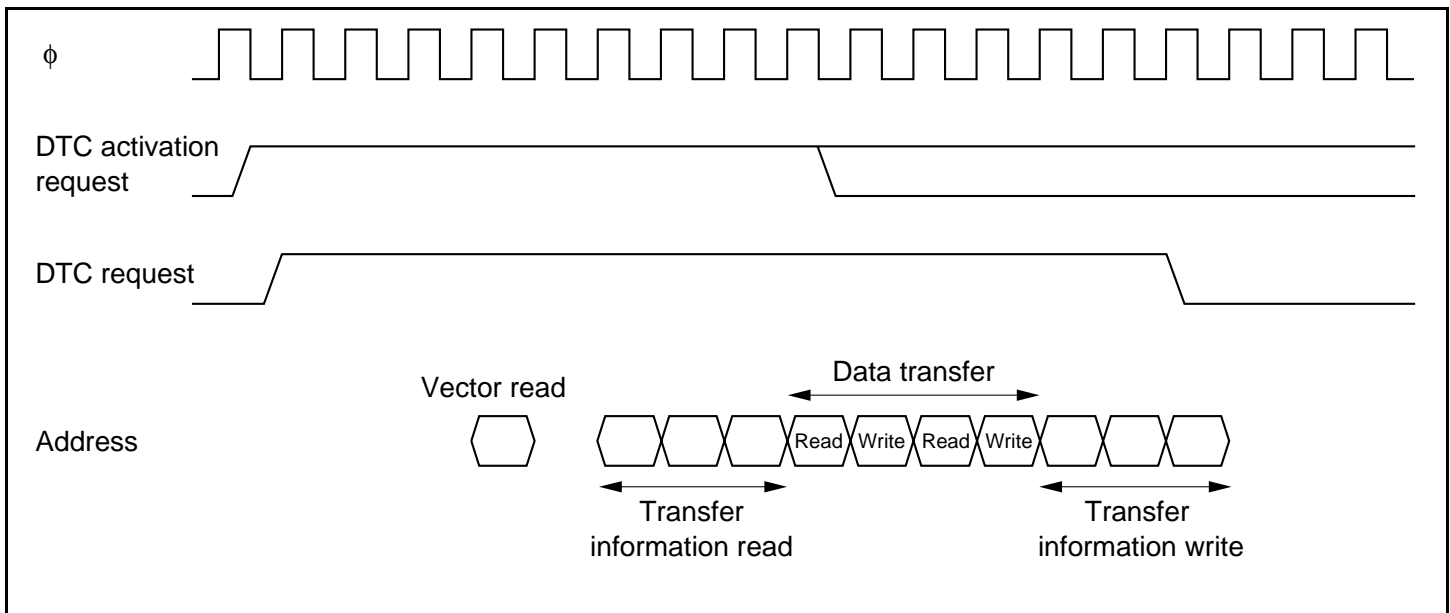 ϕ
DTC activation
request
DTC request
Vector read
Data transfer
Address
Read Write Read Write
Transfer
information read
Transfer
information write